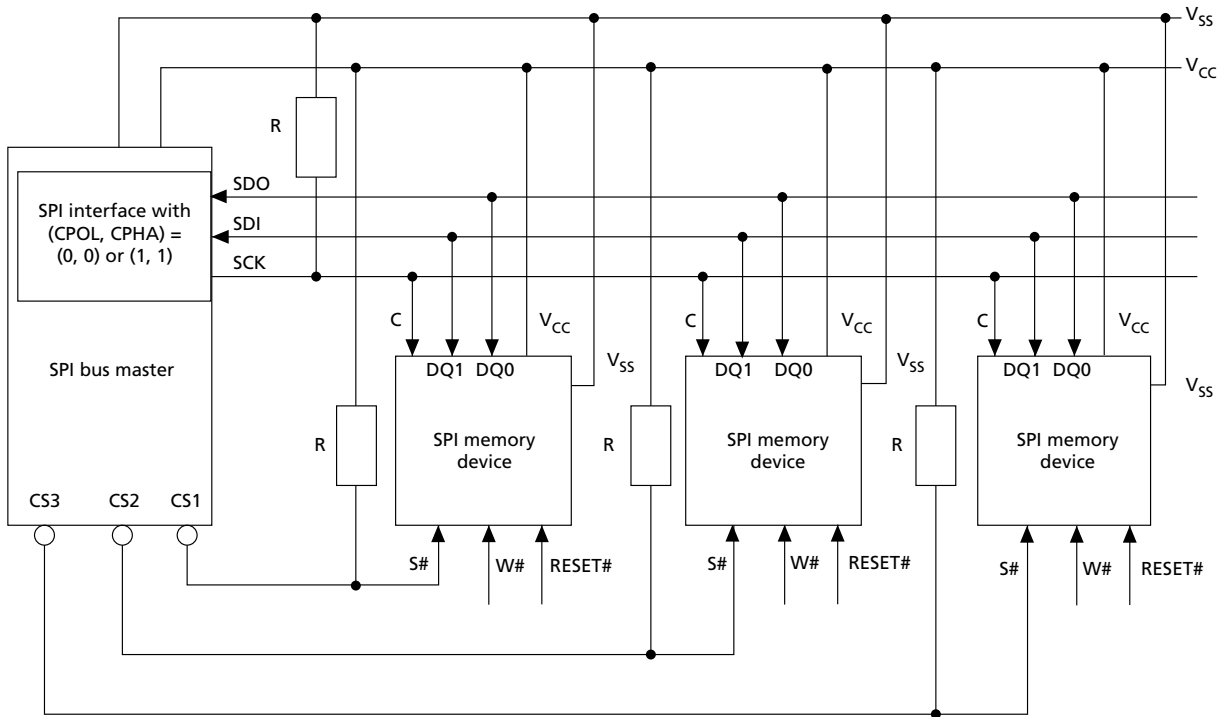 VSS
VCC
R
SDO
SPI interface with
(CPOL, CPHA) =
(0, 0) or (1, 1)
SDI
SCK
SPI bus master
C
VCC
C
VCC
C
VCC
DQ1 DQ0
VSS
DQ1 DQ0
VSS
DQ1 DQ0
VSS
R
SPI memory
device
R
SPI memory
device
R
SPI memory
device
CS3
CS2
CS1
S#
W#
RESET#
S#
W#
RESET#
S#
W#
RESET#